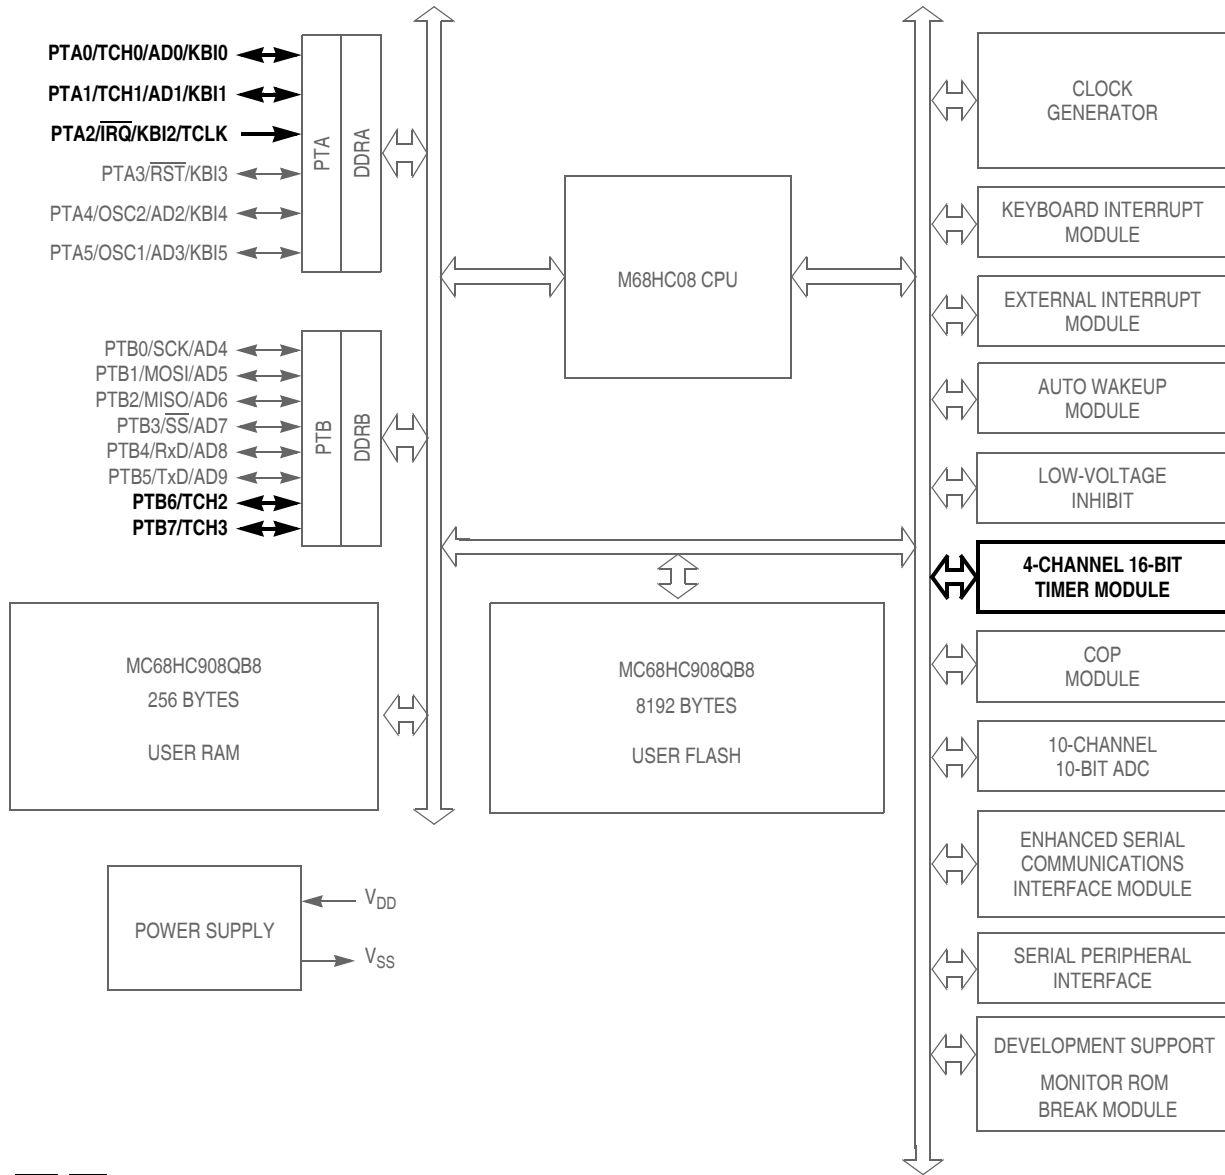 PTA0/TCH0/AD0/KBI0
PTA1/TCH1/AD1/KBI1
PTA2/IRQ/KBI2/TCLK
PTA3/RST/KBI3
PTA4/OSC2/AD2/KBI4
PTA5/OSC1/AD3/KBI5
PTA
DDRA
PTB0/SCK/AD4
PTB1/MOSI/AD5
PTB2/MISO/AD6
PTB3/SS/AD7
PTB4/RxD/AD8
PTB5/TxD/AD9
PTB6/TCH2
PTB7/TCH3
PTB
DDRB
M68HC08 CPU
MC68HC908QB8
256 BYTES
USER RAM
MC68HC908QB8
8192 BYTES
USER FLASH
POWER SUPPLY
VDD
VSS
CLOCK
GENERATOR
KEYBOARD INTERRUPT
MODULE
EXTERNAL INTERRUPT
MODULE
AUTO WAKEUP
MODULE
LOW-VOLTAGE
INHIBIT
4-CHANNEL 16-BIT
TIMER MODULE
COP
MODULE
10-CHANNEL
10-BIT ADC
ENHANCED SERIAL
COMMUNICATIONS
INTERFACE MODULE
SERIAL PERIPHERAL
INTERFACE
DEVELOPMENT SUPPORT
MONITOR ROM
BREAK MODULE